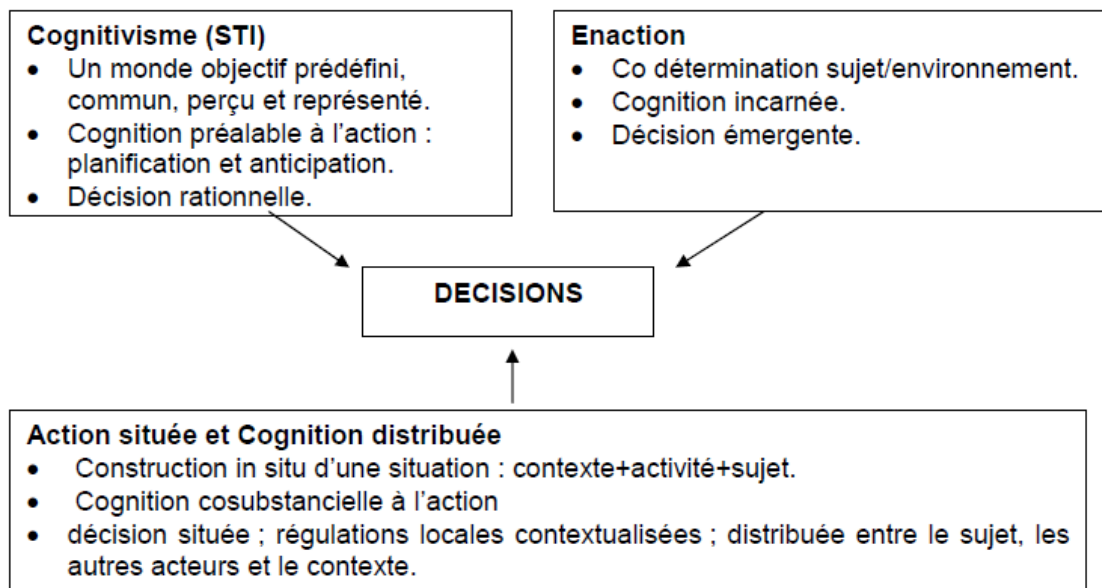 Cognitivisme (STI)
• Un monde objectif prédéfini,
commun, perçu et représenté.
• Cognition préalable à l'action :
planification et anticipation.
• Décision rationnelle.
Enaction
• Co détermination sujet/environnement.
• Cognition incarnée.
• Décision émergente.
DECISIONS
Action située et Cognition distribuée
• Construction in situ d'une situation : contexte+activité+sujet.
• Cognition cosubstancielle à l'action
• décision située ; régulations locales contextualisées ; distribuée entre le sujet, les
autres acteurs et le contexte.